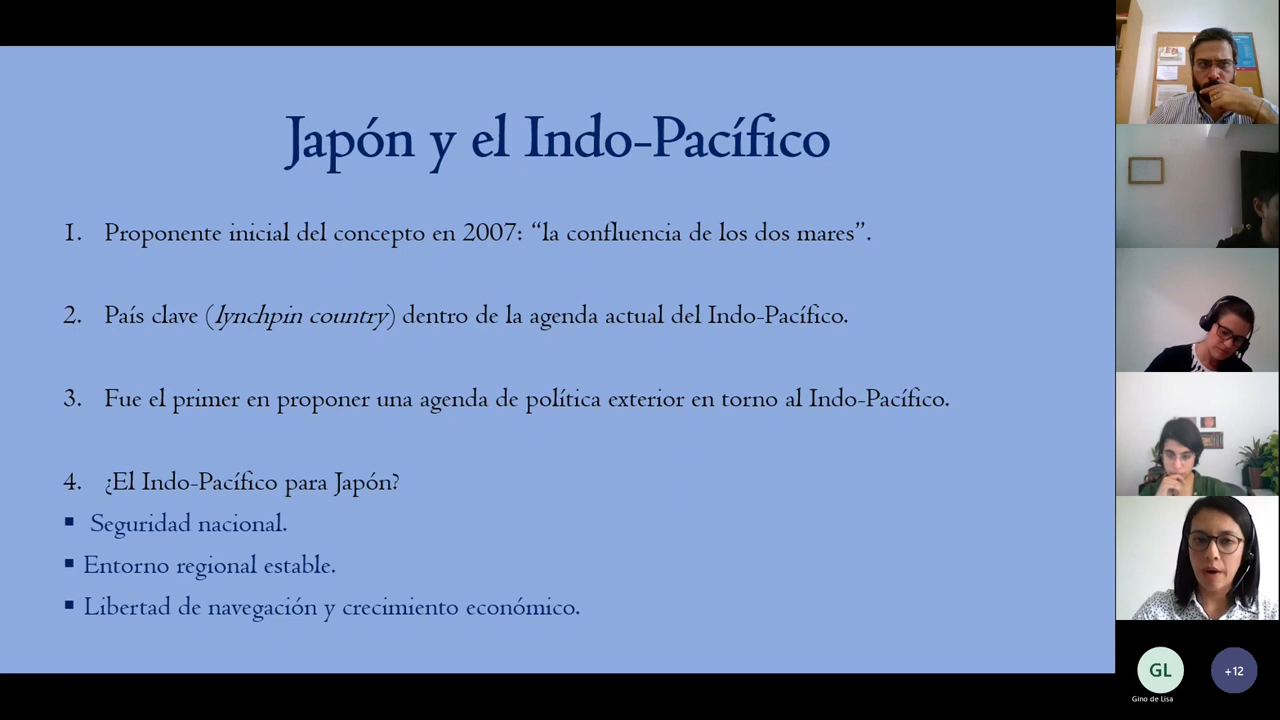 Japón y el Indo-Pacífico
1. Proponente inicial del concepto en 2007: “la confluencia de los dos mares”.
2. País clave (lynchpin country) dentro de la agenda actual del Indo-Pacífico.
3. Fue el primer en proponer una agenda de política exterior en torno al Indo-Pacífico.
4. ¿El Indo-Pacífico para Japón?
▪ Seguridad nacional.
▪ Entorno regional estable.
▪ Libertad de navegación y crecimiento económico.
GL
+12
Gino de Lisa